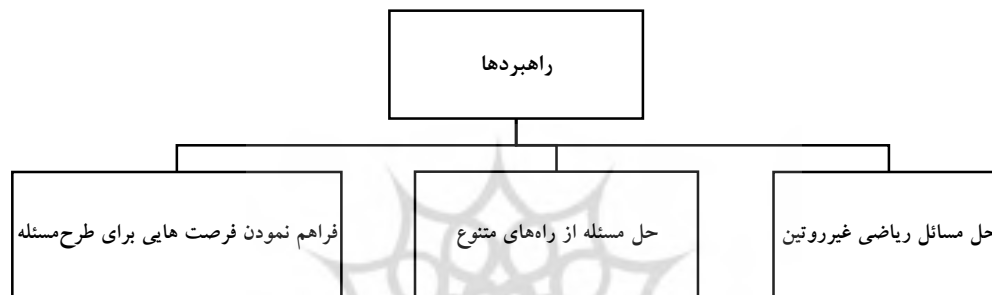 راهبردها
حل مسائل ریاضی غیرروتین
حل مسئله از راه‌های متنوع
فراهم نمودن فرصت هایی برای طرح‌مسئله